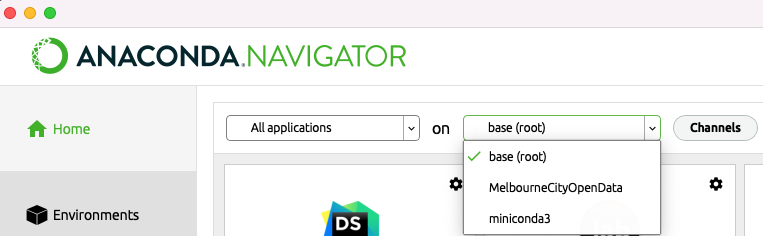 ANACONDA.NAVIGATOR
Home
All applications
on
base (root)
Channels
base (root)
MelbourneCityOpenData
miniconda3
DS
Environments